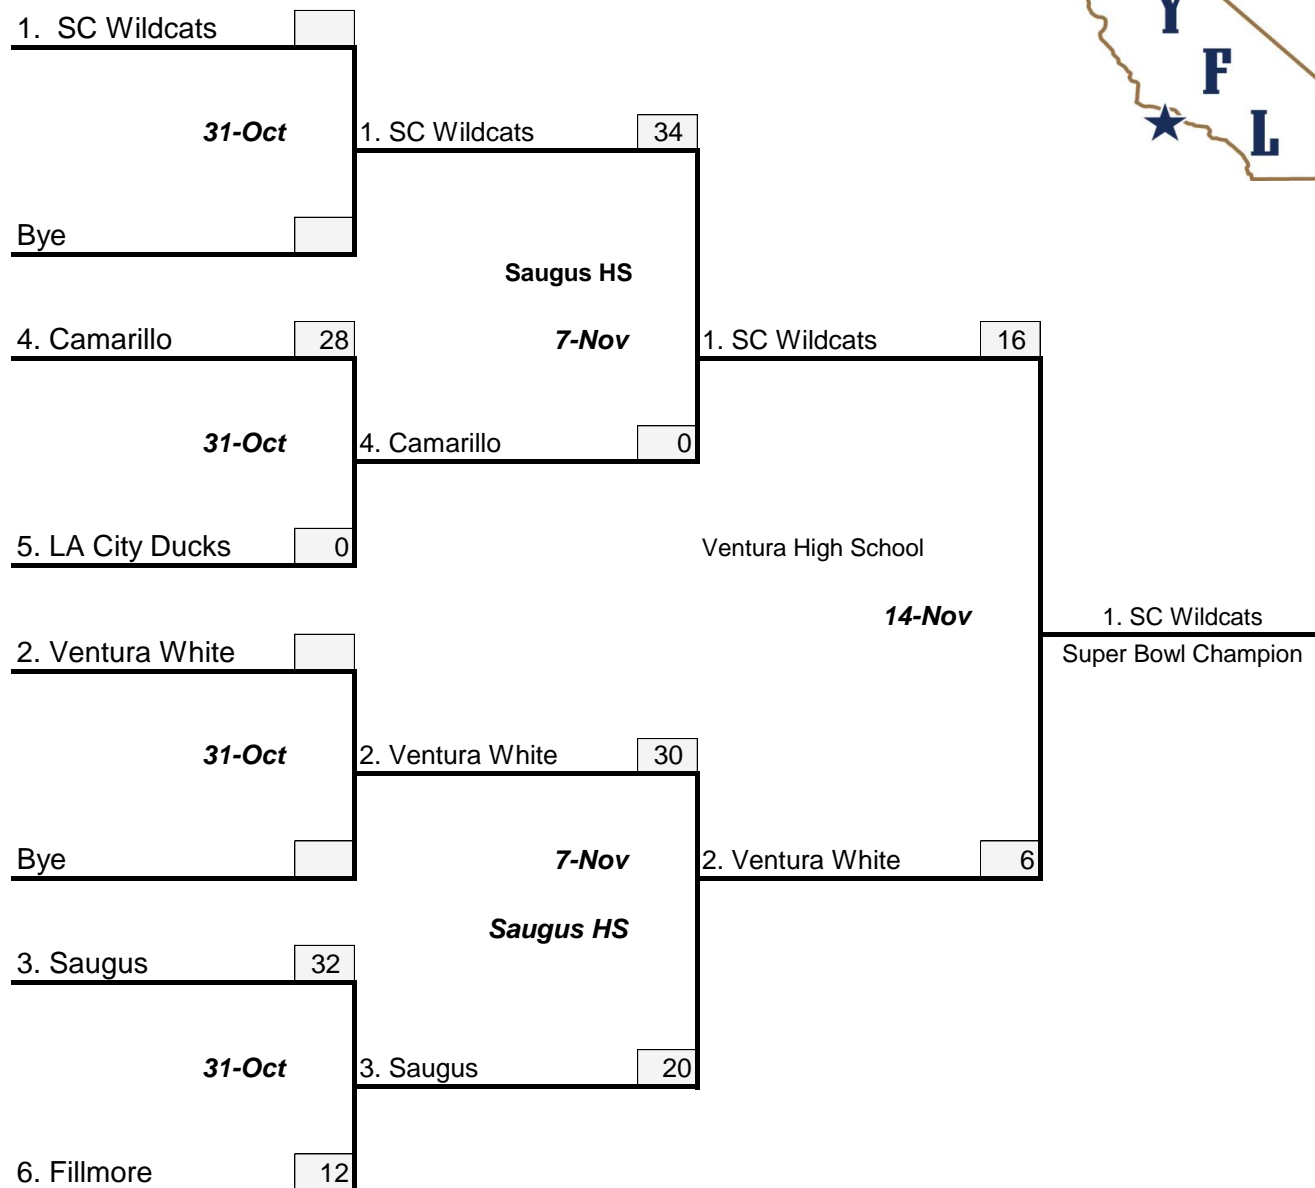 1. SC Wildcats
Y
F
L
31-Oct
1. SC Wildcats 34
Bye
Saugus HS
4. Camarillo 28
7-Nov
1. SC Wildcats 16
31-Oct
4. Camarillo 0
5. LA City Ducks 0
Ventura High School
14-Nov
1. SC Wildcats
Super Bowl Champion
2. Ventura White
31-Oct
2. Ventura White 30
Bye
7-Nov
2. Ventura White 6
Saugus HS
3. Saugus 32
31-Oct
3. Saugus 20
6. Fillmore 12